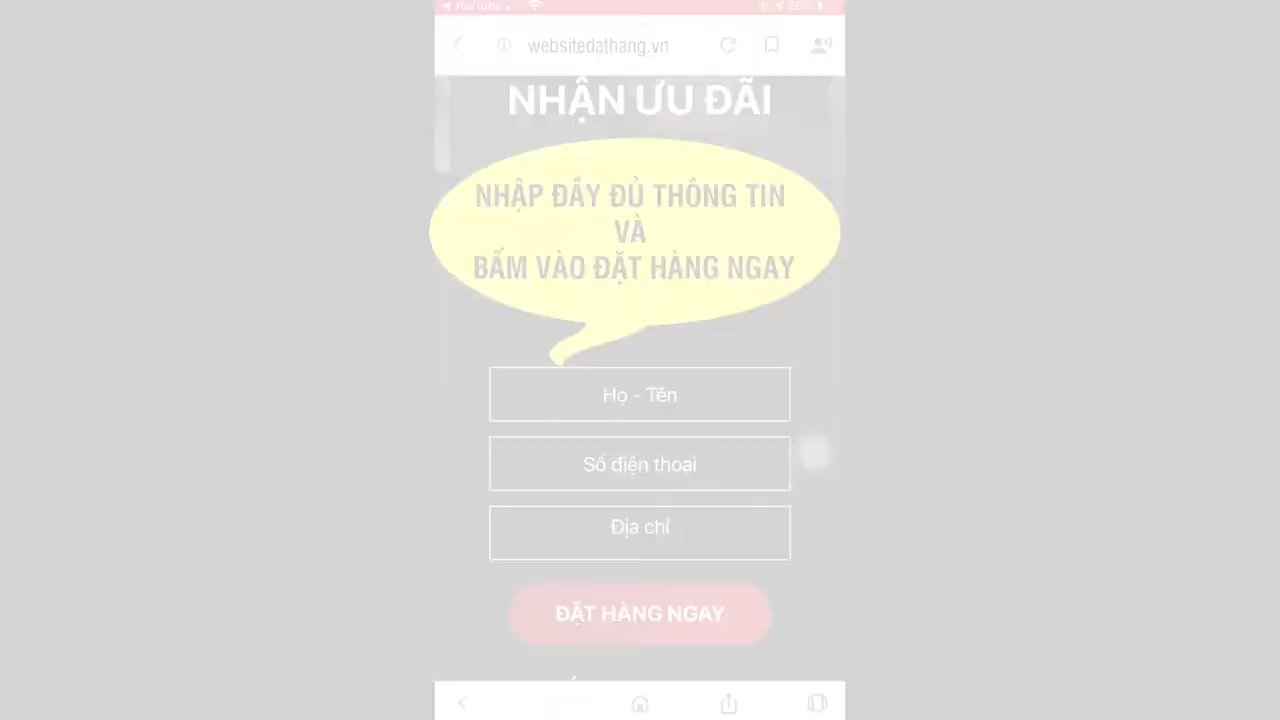 YouTube
websitedathang.vn
NHẬN ƯU ĐÃI
NHẬP ĐẦY ĐỦ THÔNG TIN
VÀ
BẤM VÀO ĐẶT HÀNG NGAY
Họ - Tên
Số điện thoại
Địa chỉ
ĐẶT HÀNG NGAY